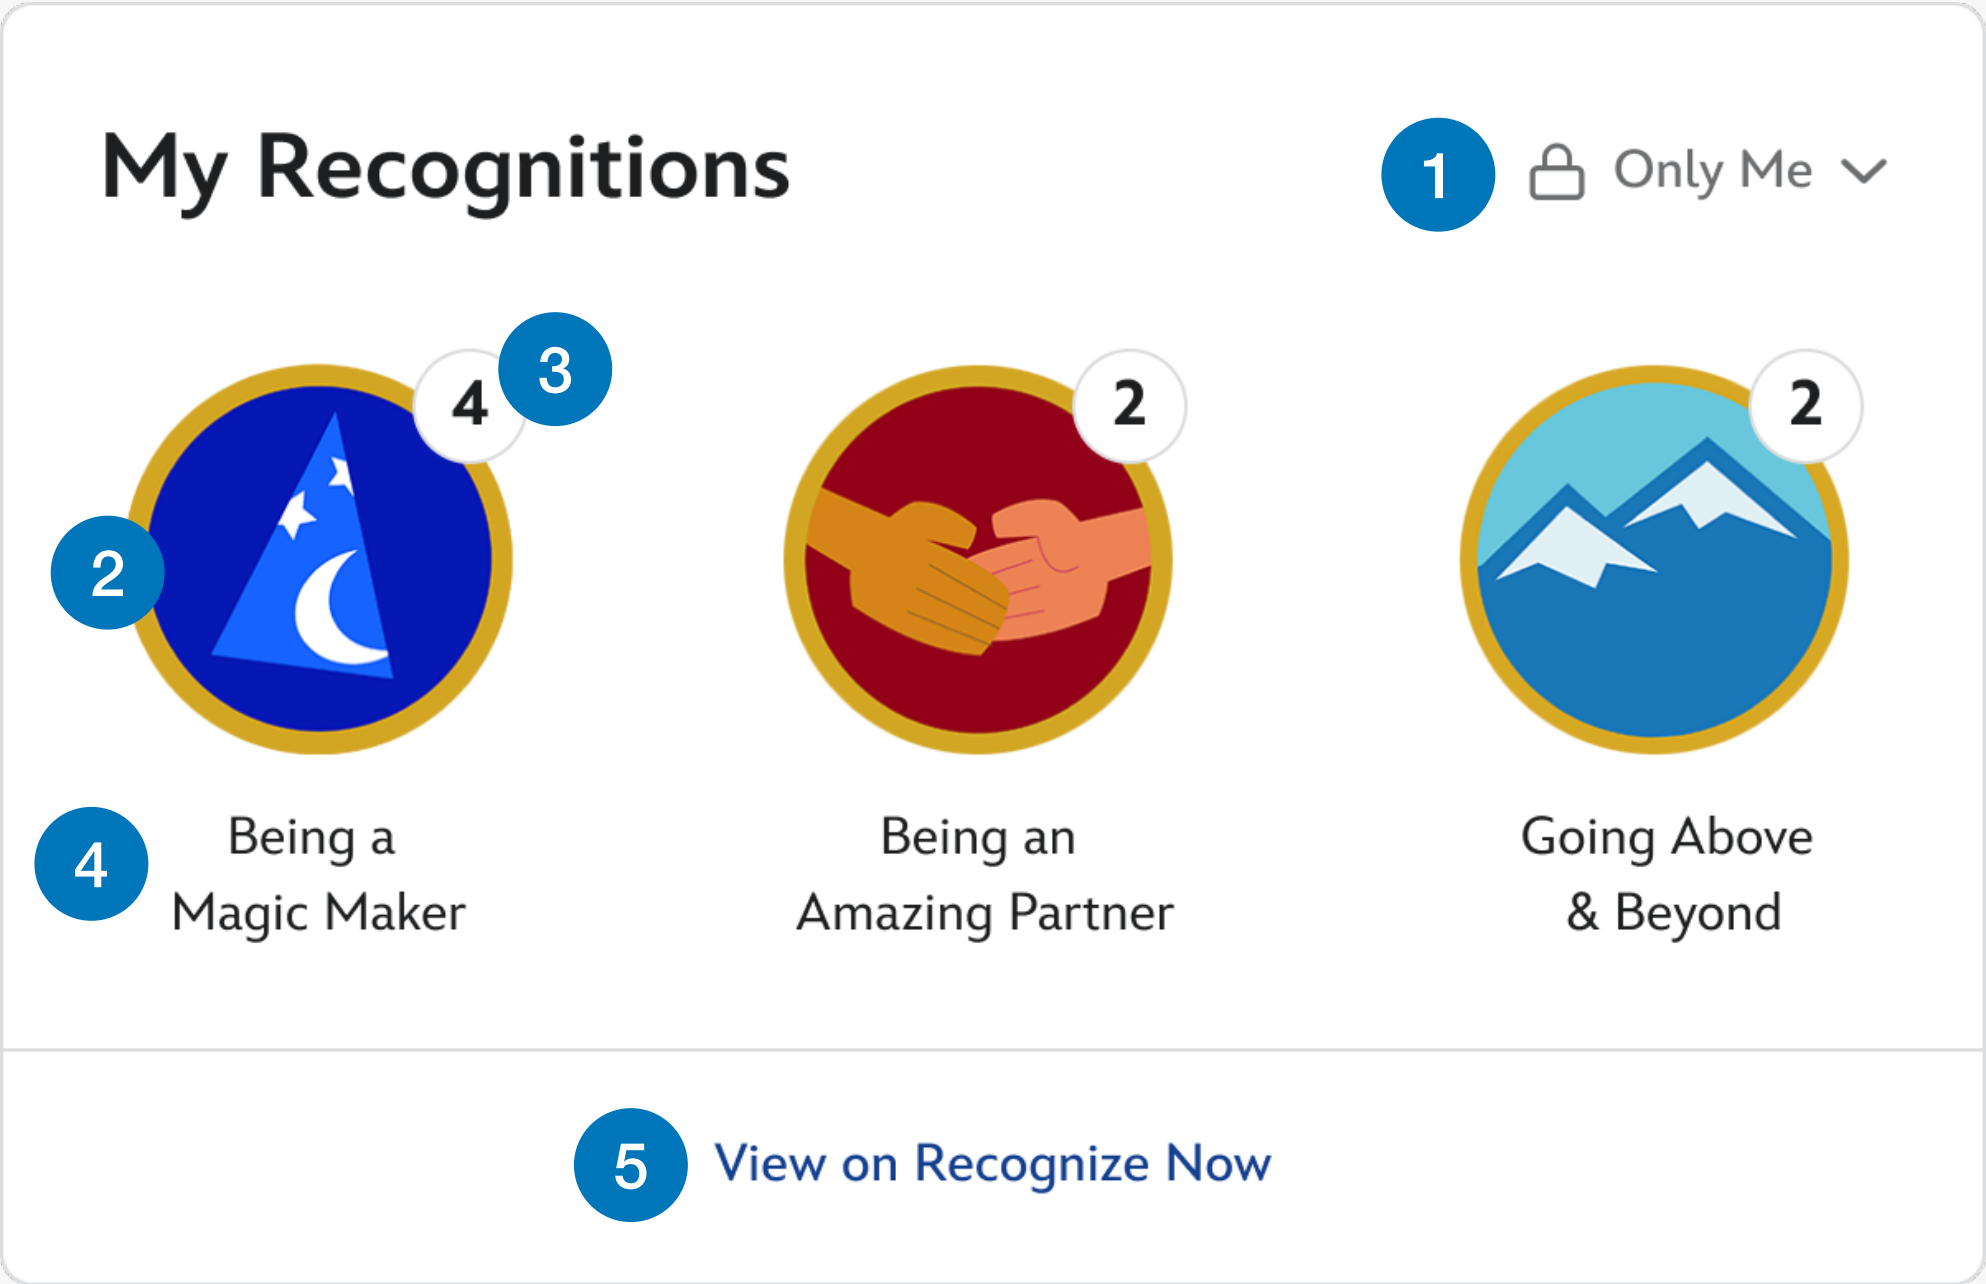 My Recognitions
1 Only Me
3
4
2
2
2
4
Being a
Magic Maker
Being an
Amazing Partner
Going Above
& Beyond
5 View on Recognize Now